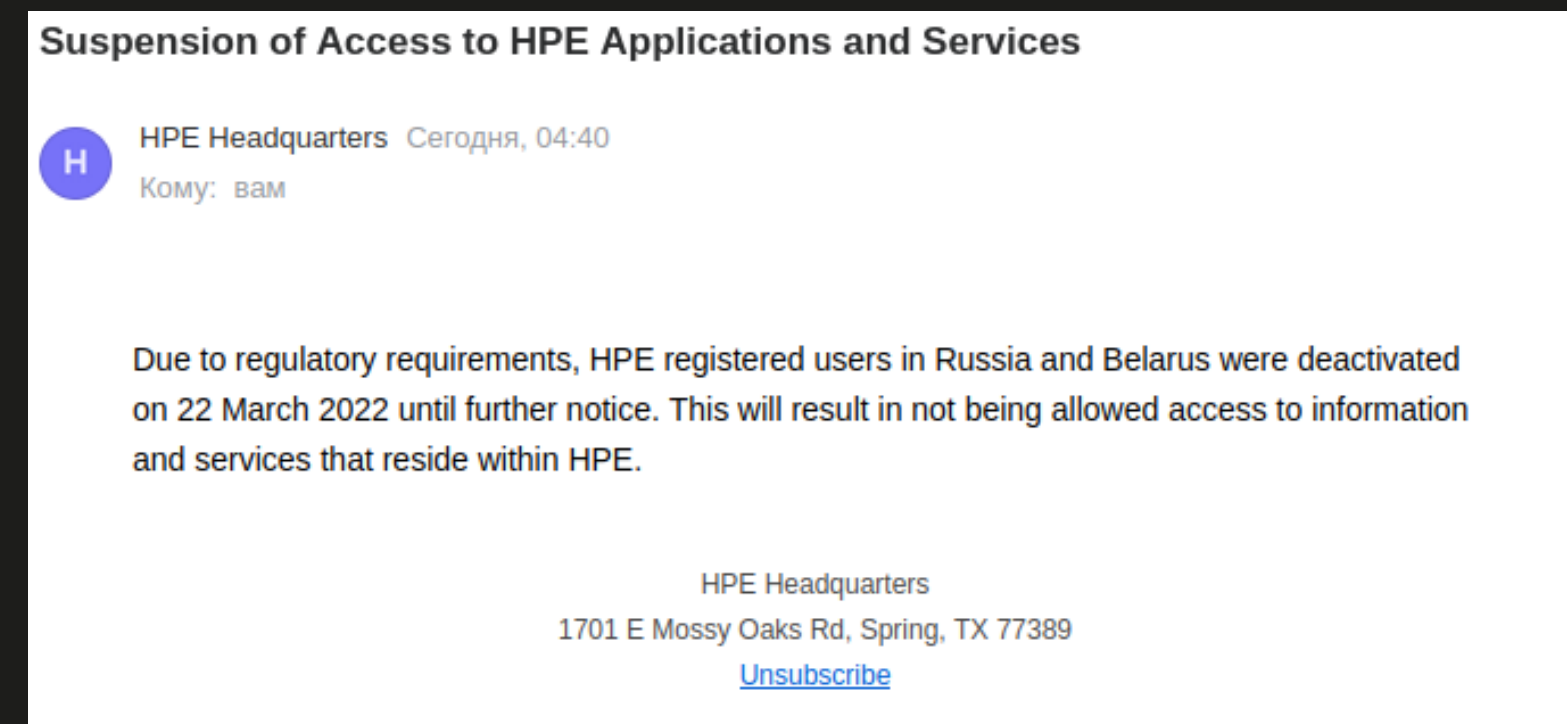 Suspension of Access to HPE Applications and Services
HPE Headquarters Сегодня, 04:40
H
Кому: вам
Due to regulatory requirements, HPE registered users in Russia and Belarus were deactivated
on 22 March 2022 until further notice. This will result in not being allowed access to information
and services that reside within HPE.
HPE Headquarters
1701 E Mossy Oaks Rd, Spring, TX 77389
Unsubscribe